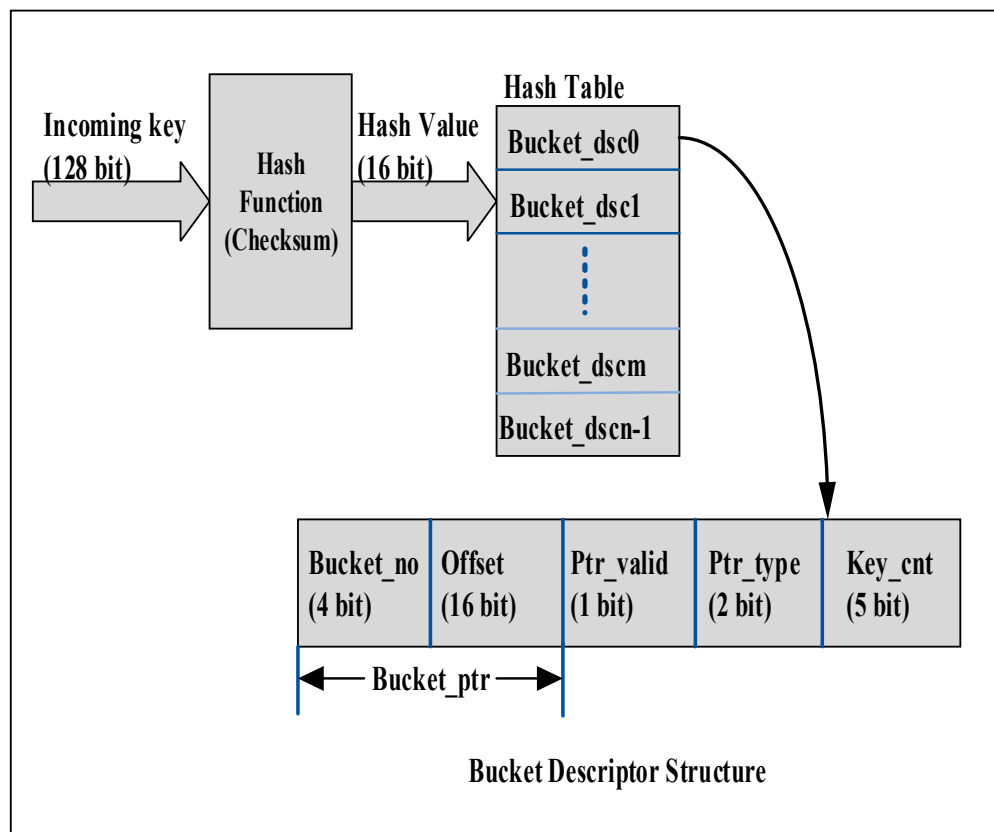 Incoming key
(128 bit)
Hash
Function
(Checksum)
Hash Value
(16 bit)
Hash Table
Bucket_dsc0
Bucket_dsc1
Bucket_dscm
Bucket_dscn-1
Bucket_no
(4 bit)
Offset
(16 bit)
Ptr_valid
(1 bit)
Ptr_type
(2 bit)
Key_cnt
(5 bit)
Bucket_ptr
Bucket Descriptor Structure